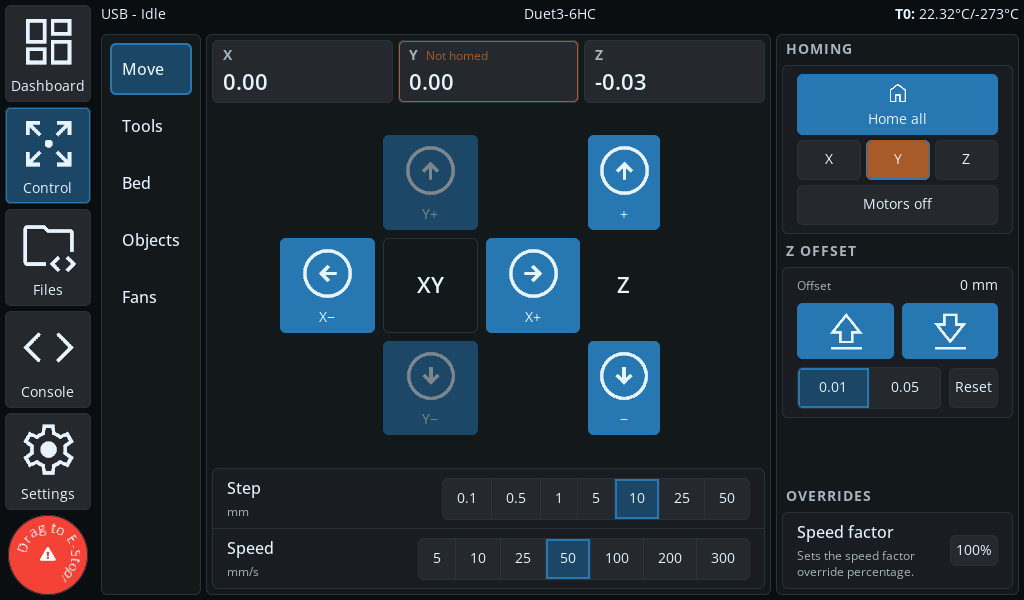 USB - Idle
Duet3-6HC
T0: 22.32°C/-273°C
Dashboard
Control
Files
Console
Settings
Drag to E-Stop!
Move
Tools
Bed
Objects
Fans
X
0.00
Y Not homed
0.00
Z
-0.03
Y+
+
X−
XY
X+
Z
Y−
−
Step
mm
0.1 0.5 1 5 10 25 50
Speed
mm/s
5 10 25 50 100 200 300
HOMING
Home all
X Y Z
Motors off
Z OFFSET
Offset 0 mm
0.01 0.05 Reset
OVERRIDES
Speed factor
Sets the speed factor
override percentage.
100%